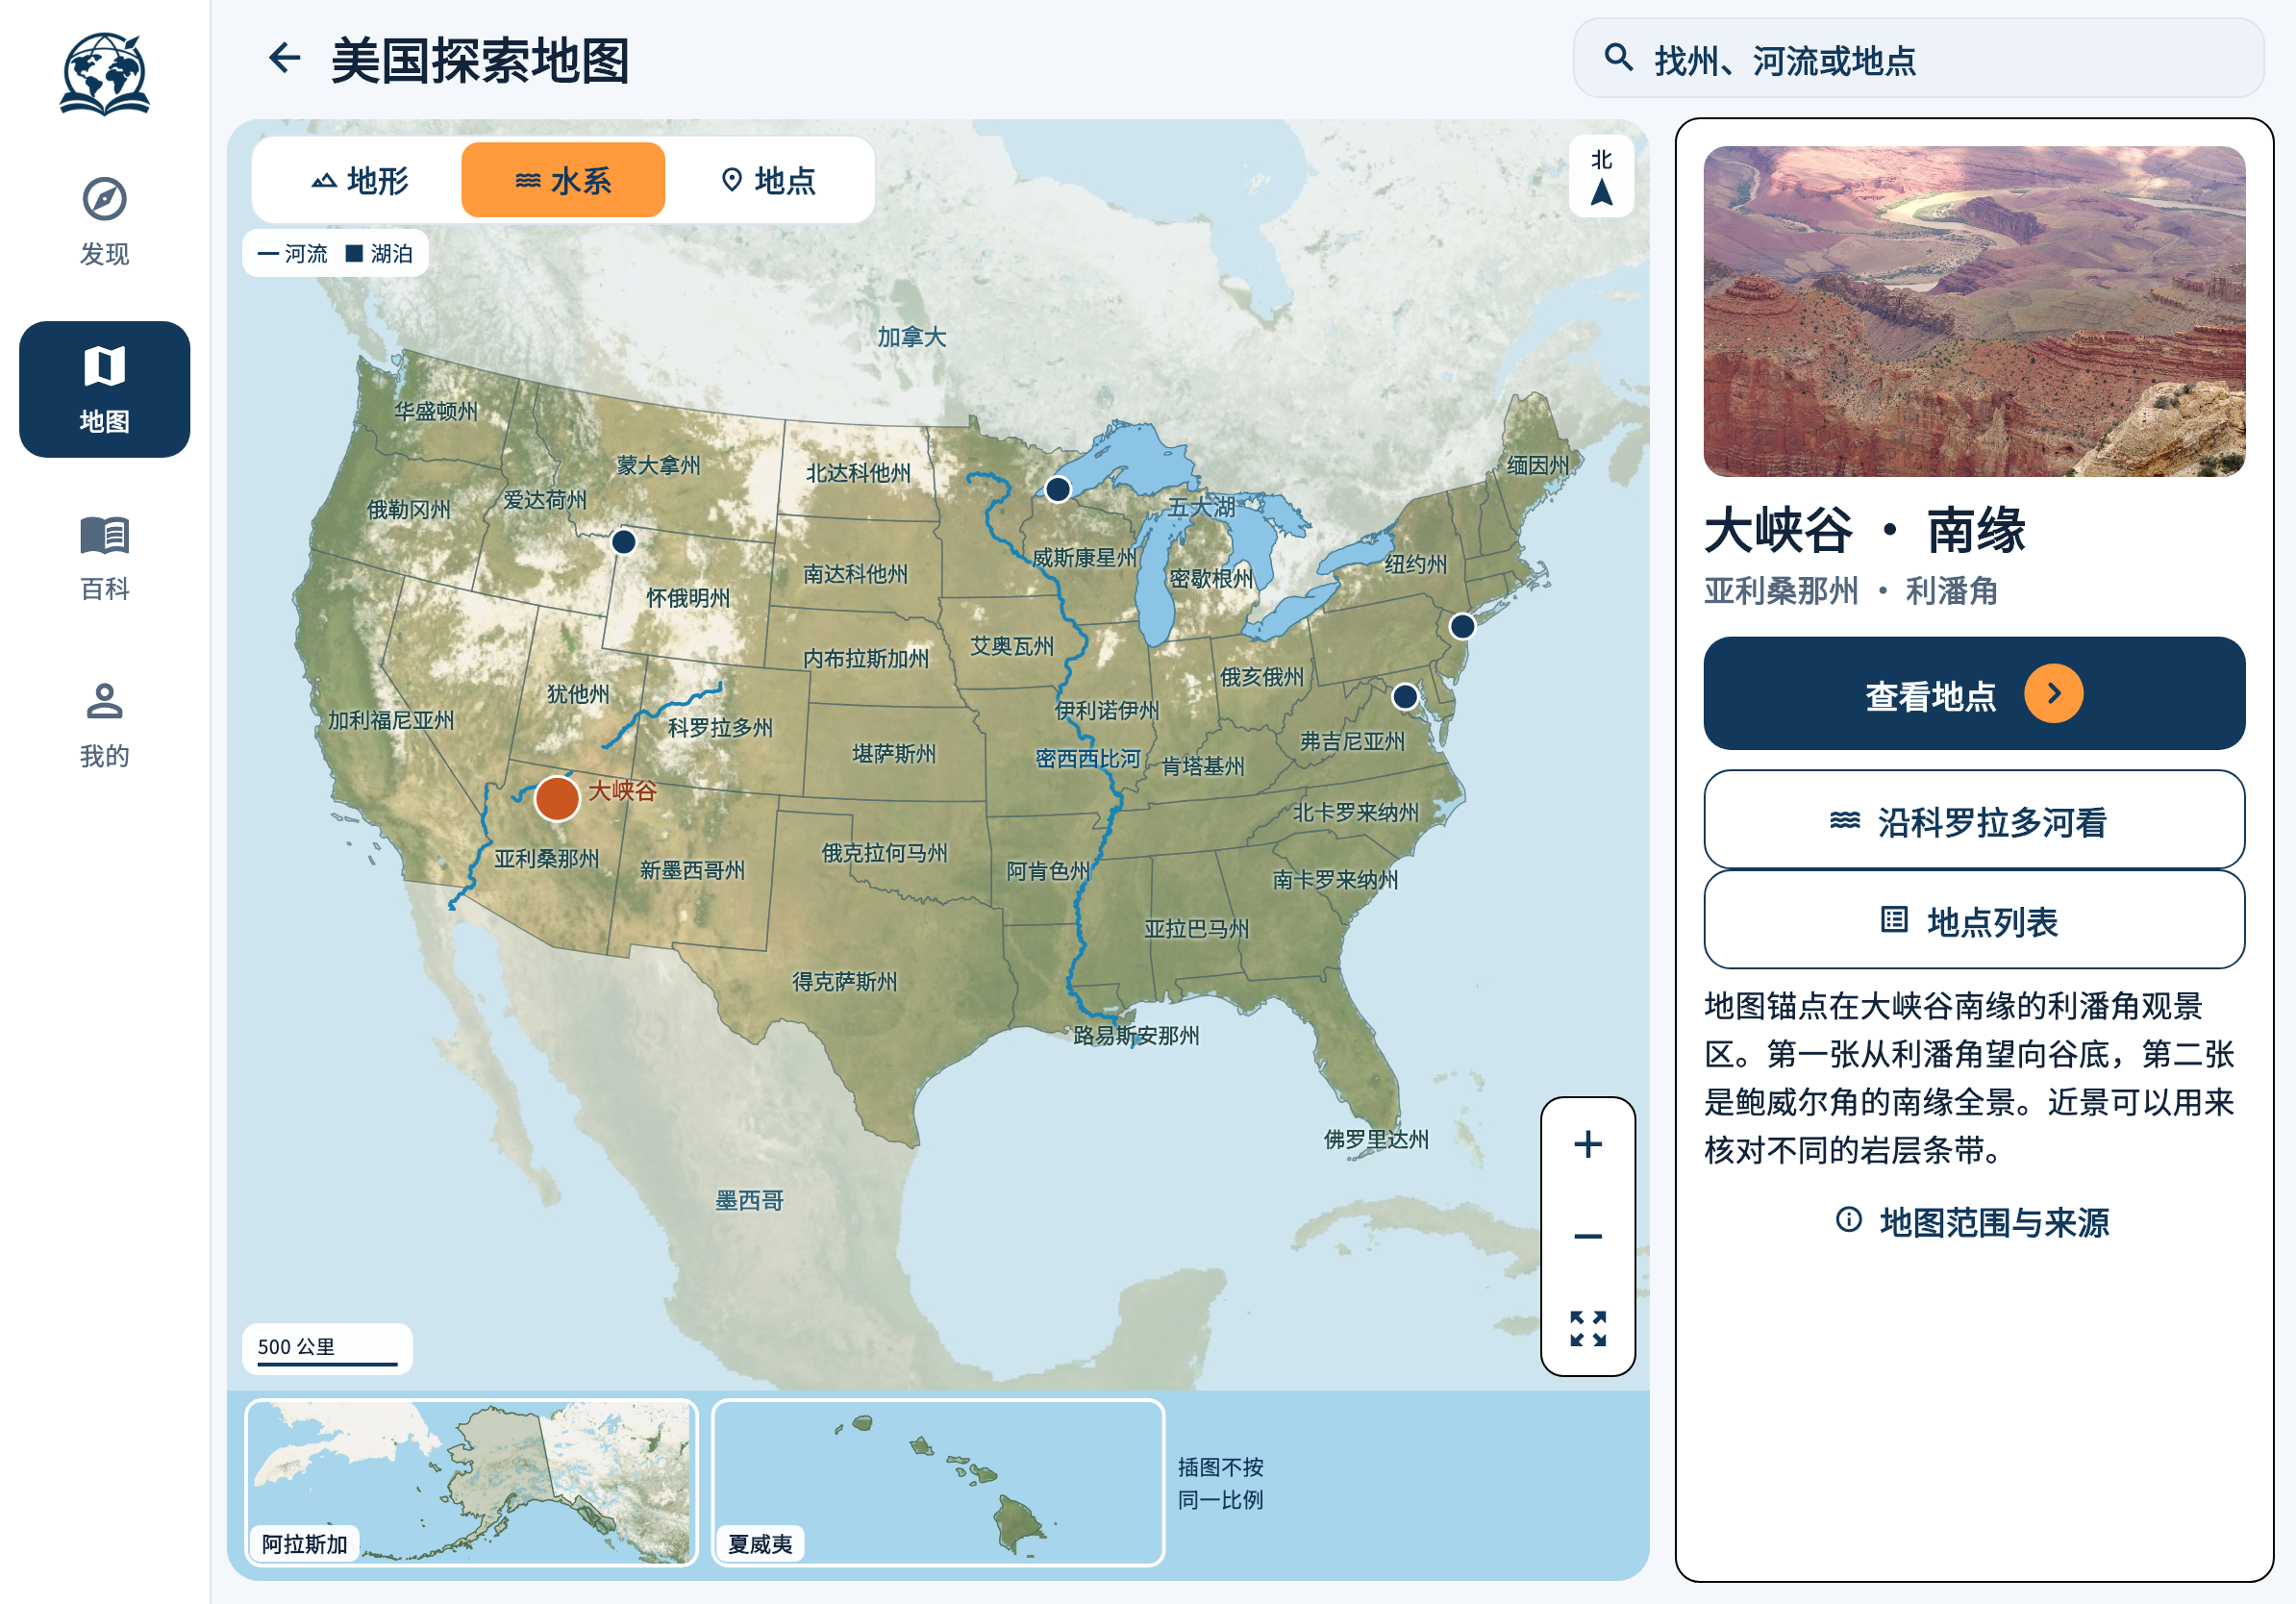 美国探索地图
找州、河流或地点
发现
地图
百科
我的
地形
水系
地点
北
河流
湖泊
加拿大
华盛顿州
蒙大拿州
北达科他州
缅因州
俄勒冈州
爱达荷州
五大湖
威斯康星州
密歇根州
纽约州
南达科他州
怀俄明州
艾奥瓦州
内布拉斯加州
俄亥俄州
犹他州
加利福尼亚州
科罗拉多州
伊利诺伊州
弗吉尼亚州
堪萨斯州
密西西比河
肯塔基州
大峡谷
北卡罗来纳州
亚利桑那州
新墨西哥州
俄克拉何马州
阿肯色州
南卡罗来纳州
亚拉巴马州
得克萨斯州
路易斯安那州
佛罗里达州
墨西哥
500 公里
阿拉斯加
夏威夷
插图不按
同一比例
大峡谷 · 南缘
亚利桑那州 · 利潘角
查看地点
沿科罗拉多河看
地点列表
地图锚点在大峡谷南缘的利潘角观景
区。第一张从利潘角望向谷底，第二张
是鲍威尔角的南缘全景。近景可以用来
核对不同的岩层条带。
地图范围与来源